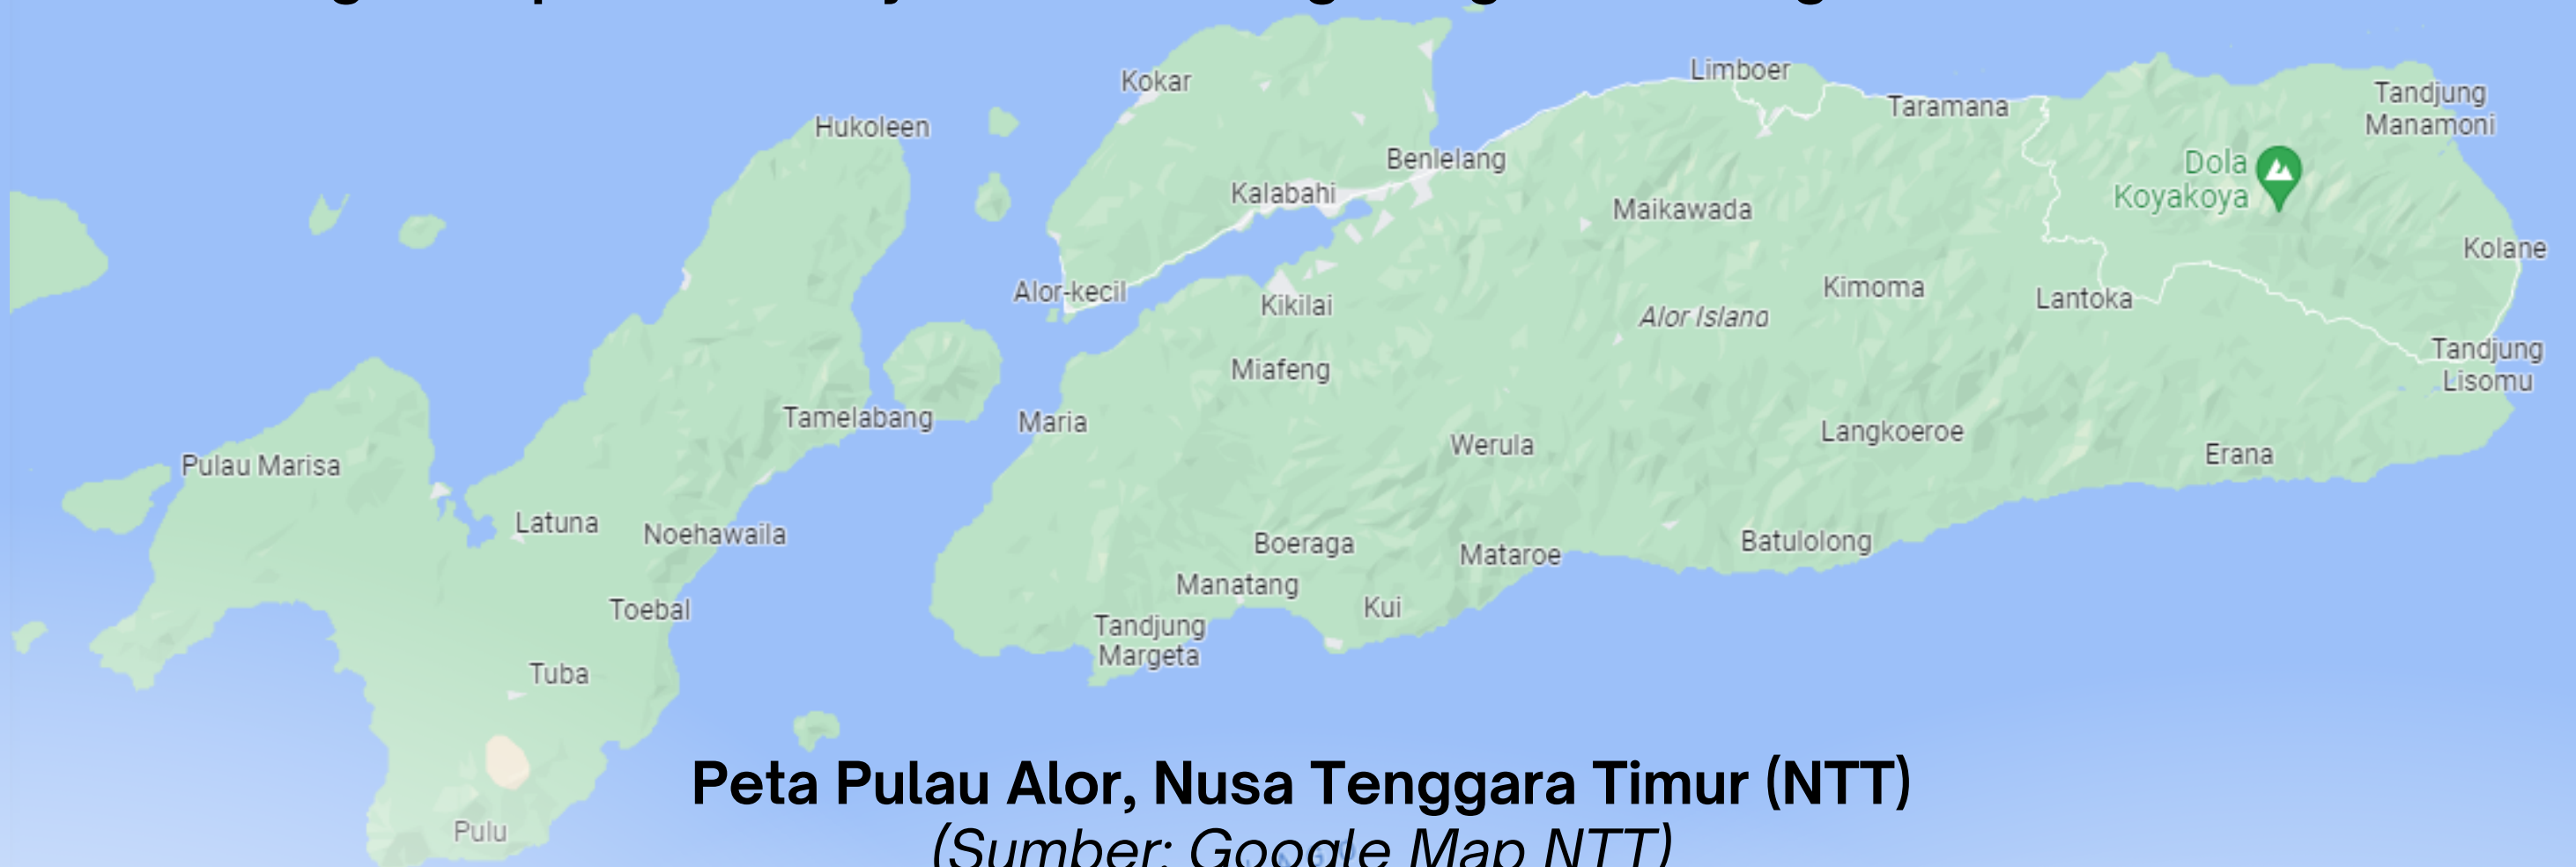 Limboer
Kokar
Tandjung
Manamoni
Taramana
Hukoleen
Benlelang
Dola
Koyakoya
Kalabahi
Maikawada
Kolane
Alor-kecil
Kikilai
Kimoma
Lantoka
Alor Island
Tandjung
Lisomu
Miafeng
Tamelabang
Maria
Langkoeroe
Werula
Erana
Pulau Marisa
Latuna
Noehawaila
Boeraga
Mataroe
Batulolong
Manatang
Toebal
Kui
Tandjung
Margeta
Tuba
Peta Pulau Alor, Nusa Tenggara Timur (NTT)
Pulu
(Sumber: Google Map NTT)